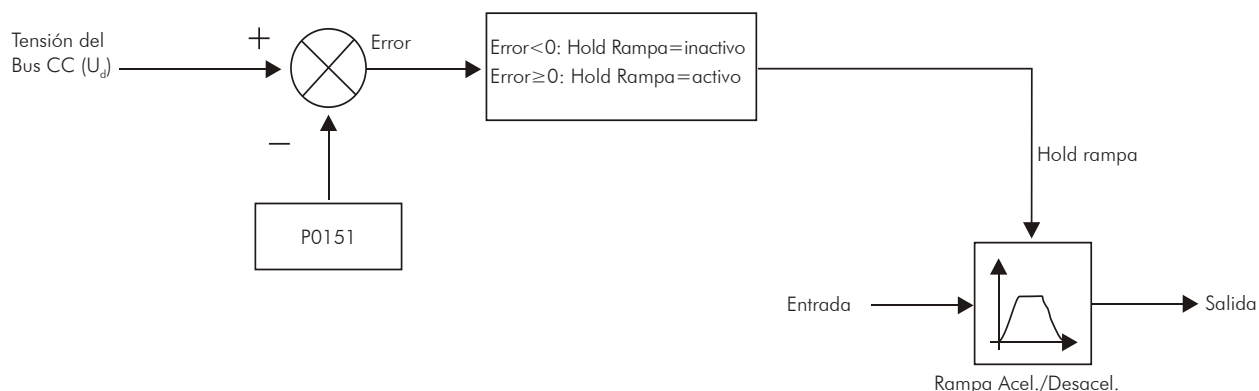 Tensión del
Bus CC (Ud)
+
Error
Error<0: Hold Rampa=inactivo
Error≥0: Hold Rampa=activo
−
Hold rampa
P0151
Entrada
Salida
Rampa Acel./Desacel.